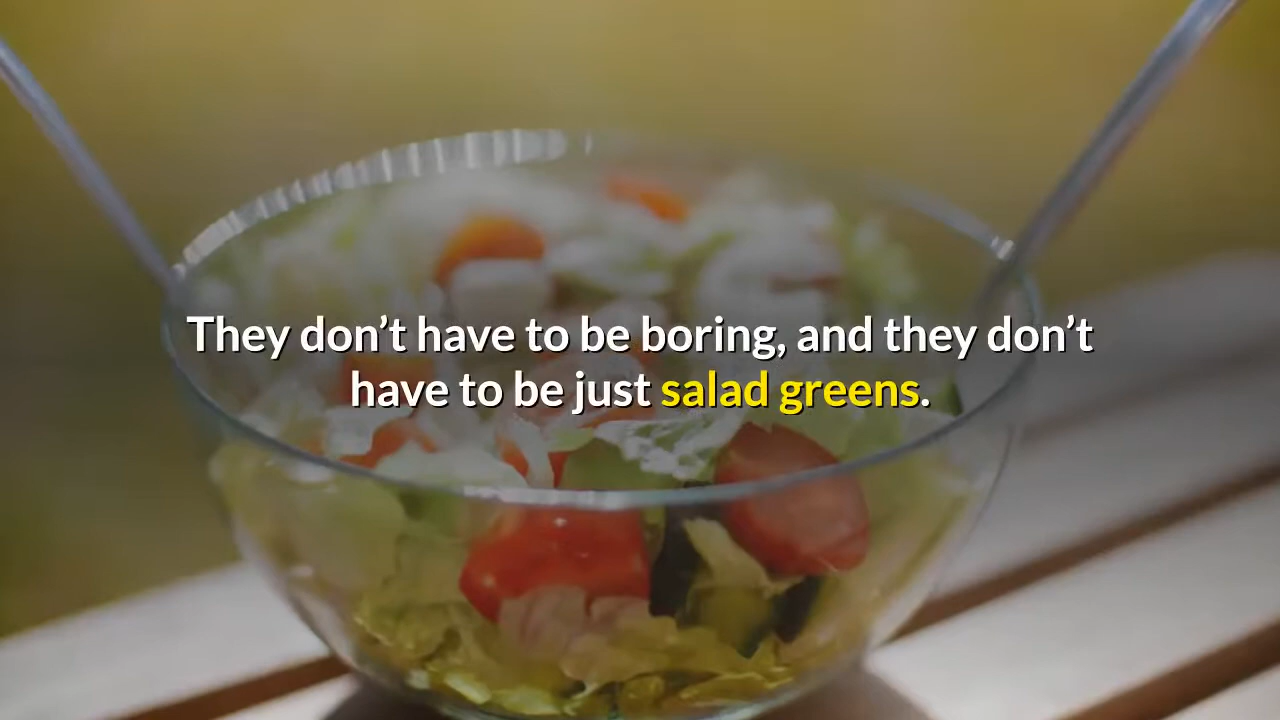 They don’t have to be boring, and they don’t
have to be just salad greens.